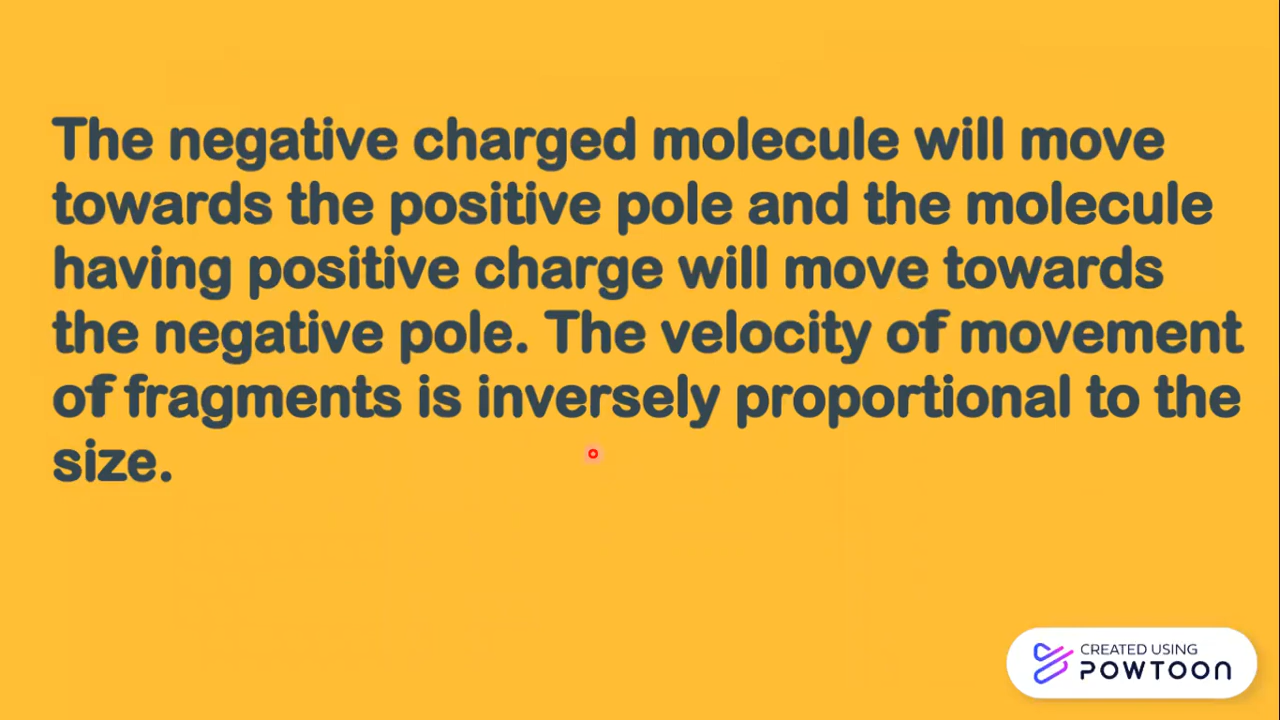 The negative charged molecule will move
towards the positive pole and the molecule
having positive charge will move towards
the negative pole. The velocity of movement
of fragments is inversely proportional to the
size.
CREATED USING
POWTOON